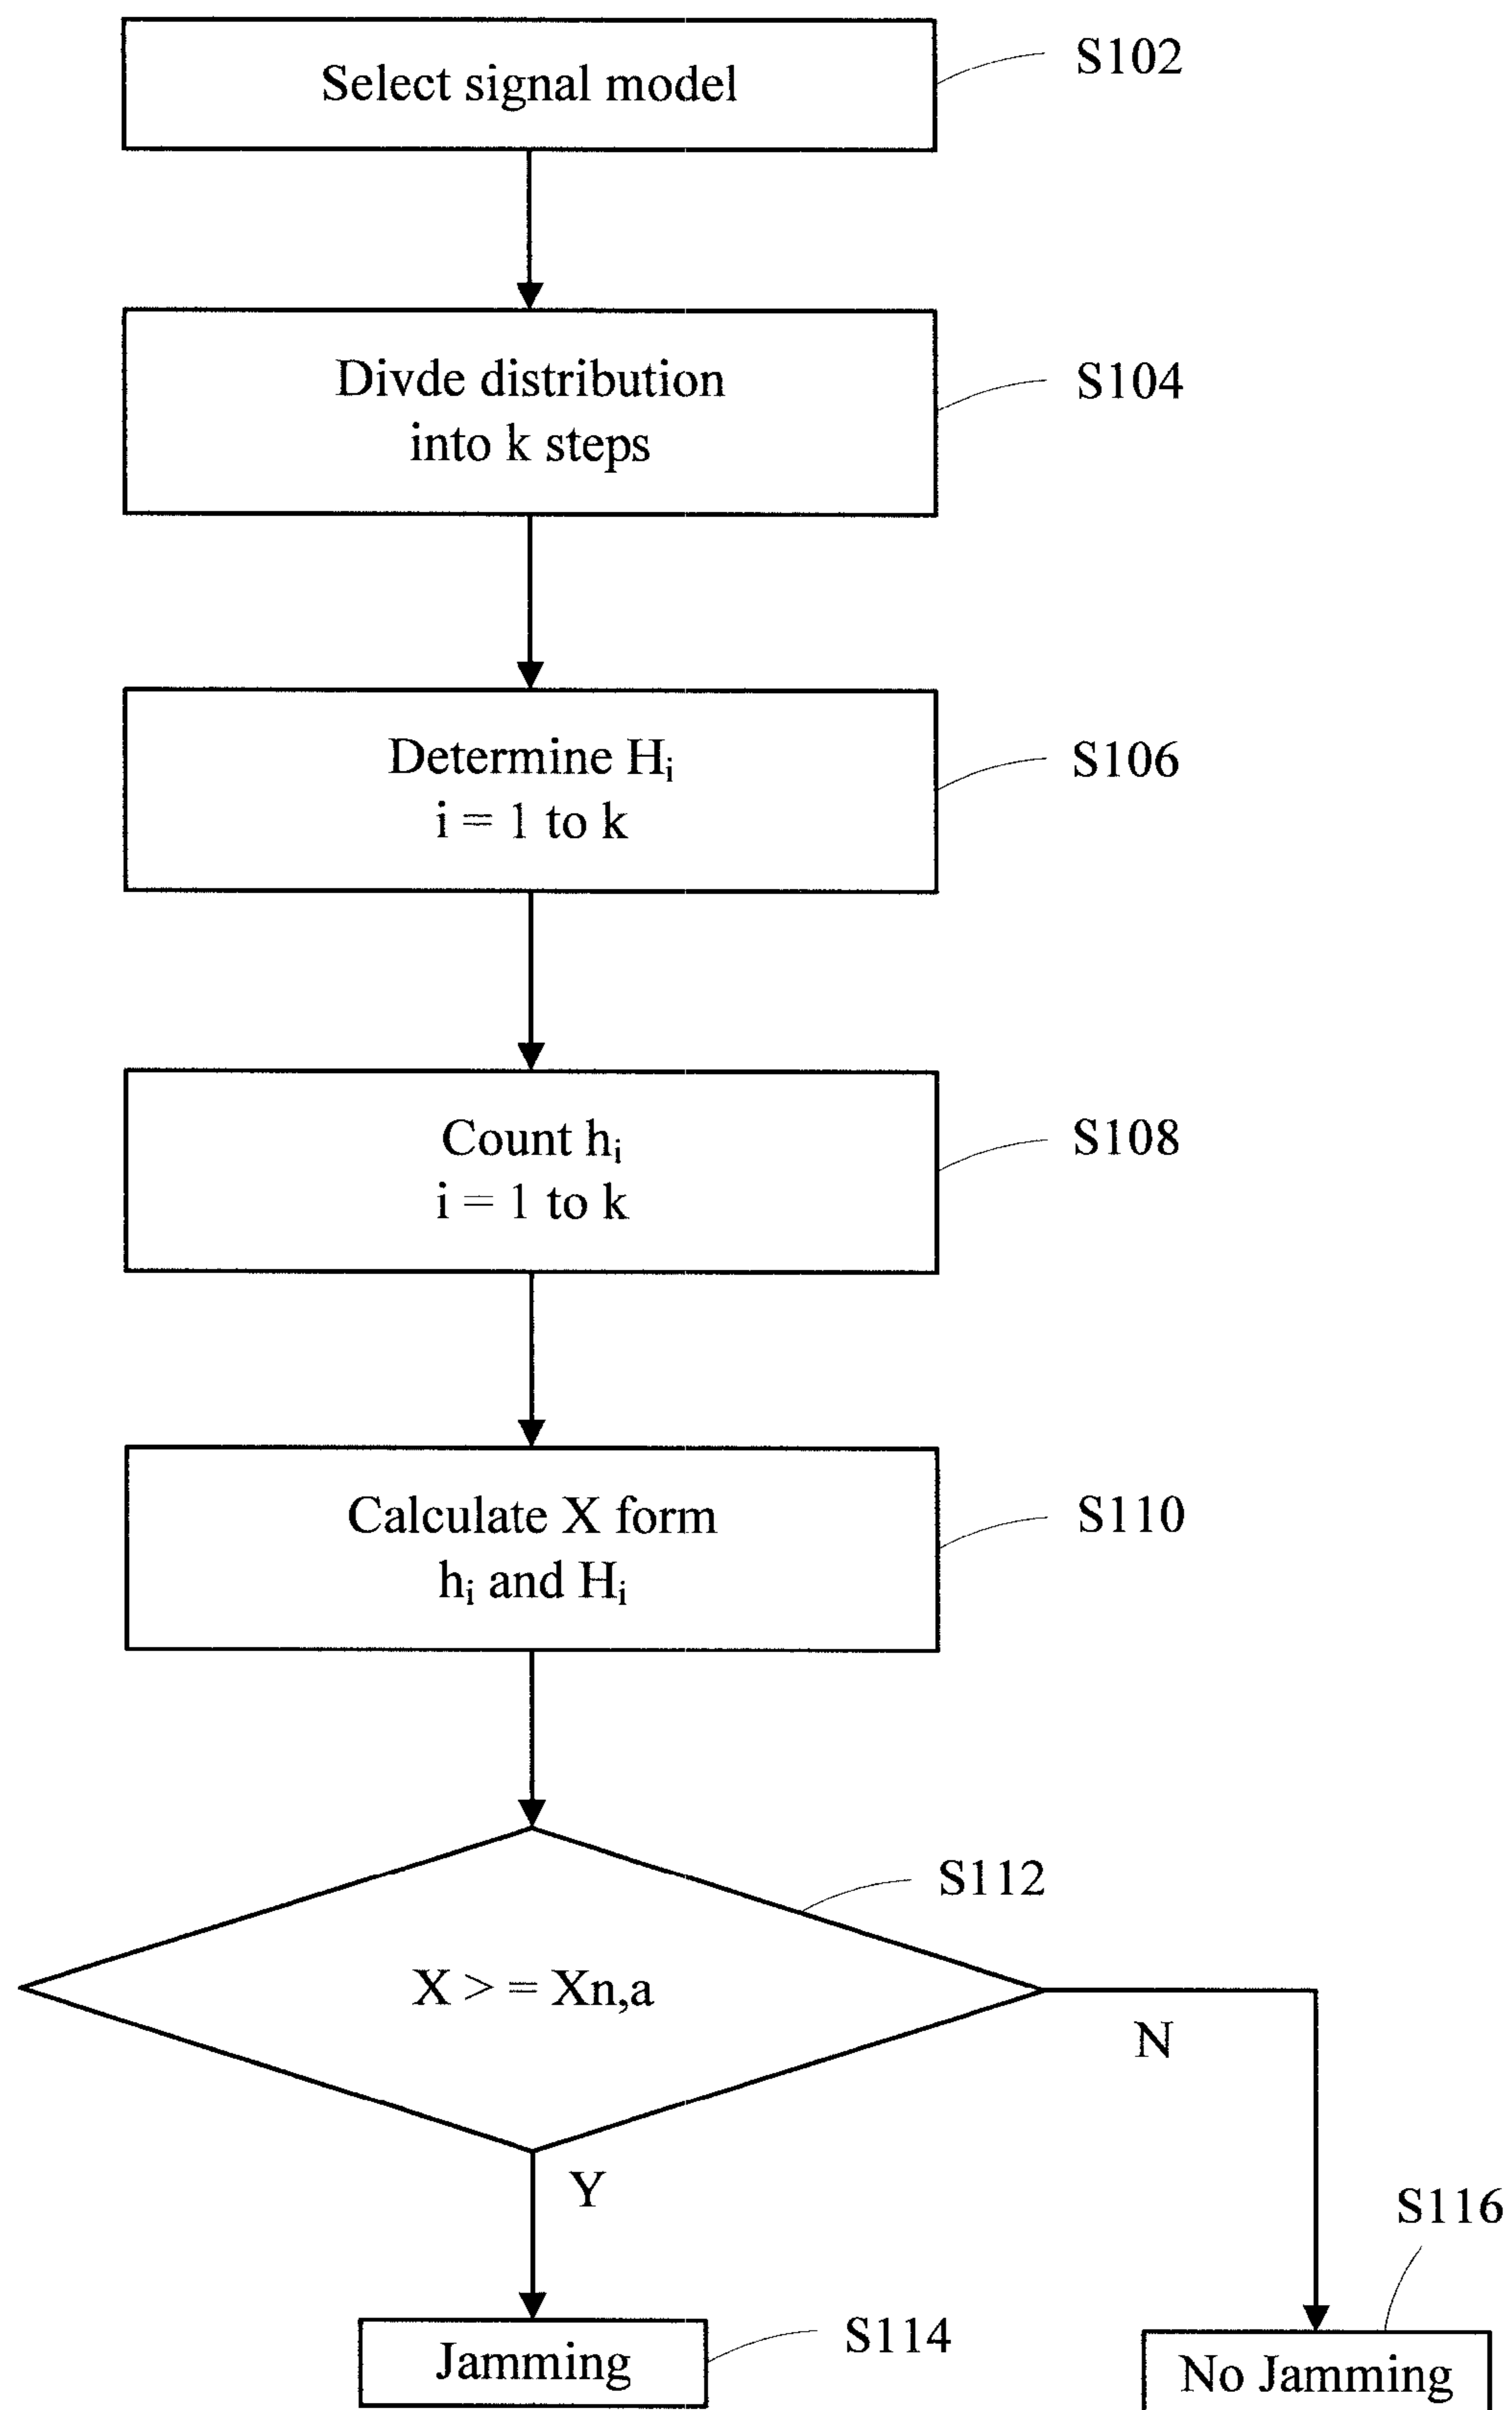 Select signal model
S102
Divde distribution
into k steps
S104
Determine Hi
i = 1 to k
S106
Count hi
i = 1 to k
S108
Calculate X form
hi and Hi
S110
S112
X > = Xn,a
N
Y
S116
Jamming
S114
No Jamming